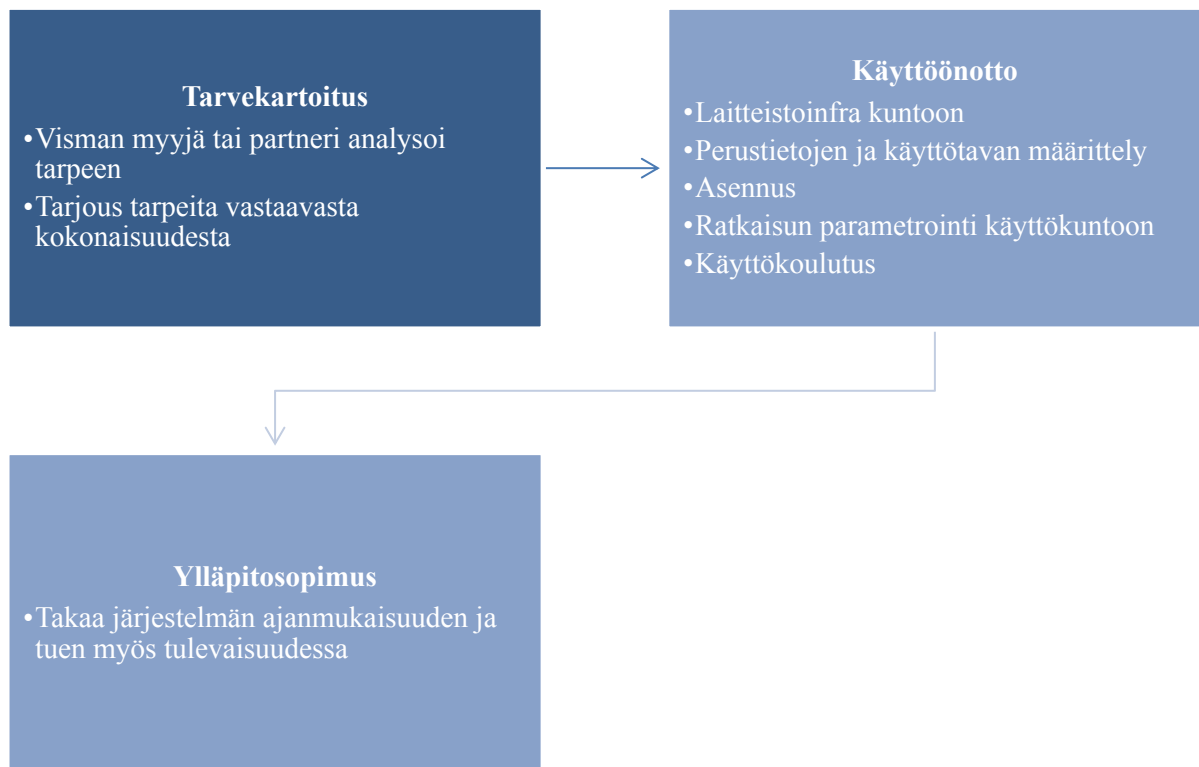 Tarvekartoitus
•Visman myyjä tai partneri analysoi
tarpeen
•Tarjous tarpeita vastaavasta
kokonaisuudesta
Käyttöönotto
•Laitteistoinfra kuntoon
•Perustietojen ja käyttötavan määrittely
•Asennus
•Ratkaisun parametrointi käyttökuntoon
•Käyttökoulutus
Ylläpitosopimus
•Takaa järjestelmän ajanmukaisuuden ja
tuen myös tulevaisuudessa